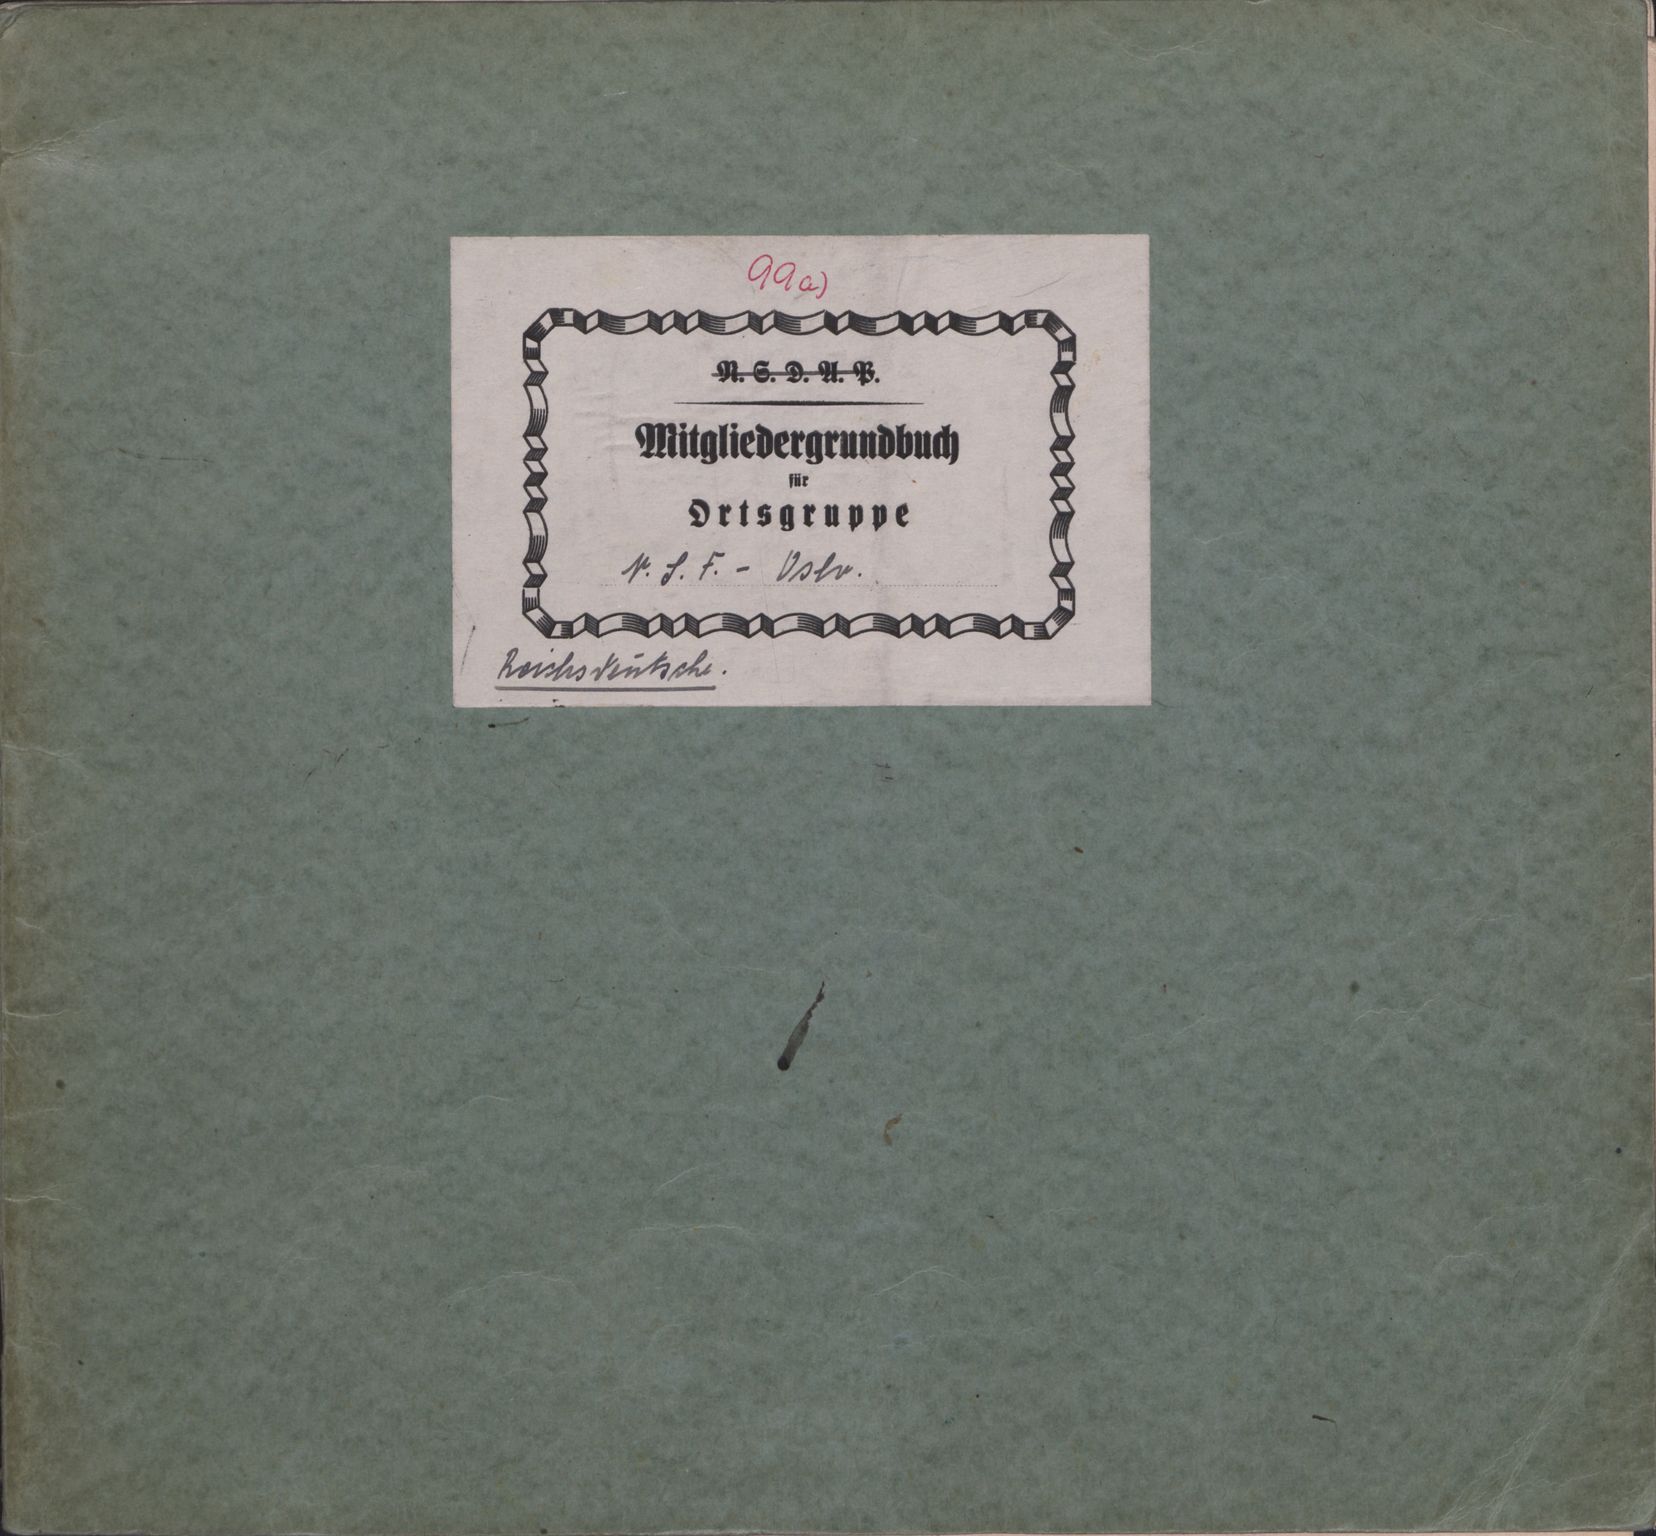 99a)
N. S. D. A. P.
Mitgliedergrundbuch
für
Ortsgruppe
N. S. F. - Oslo.
Reichsdeutsche.